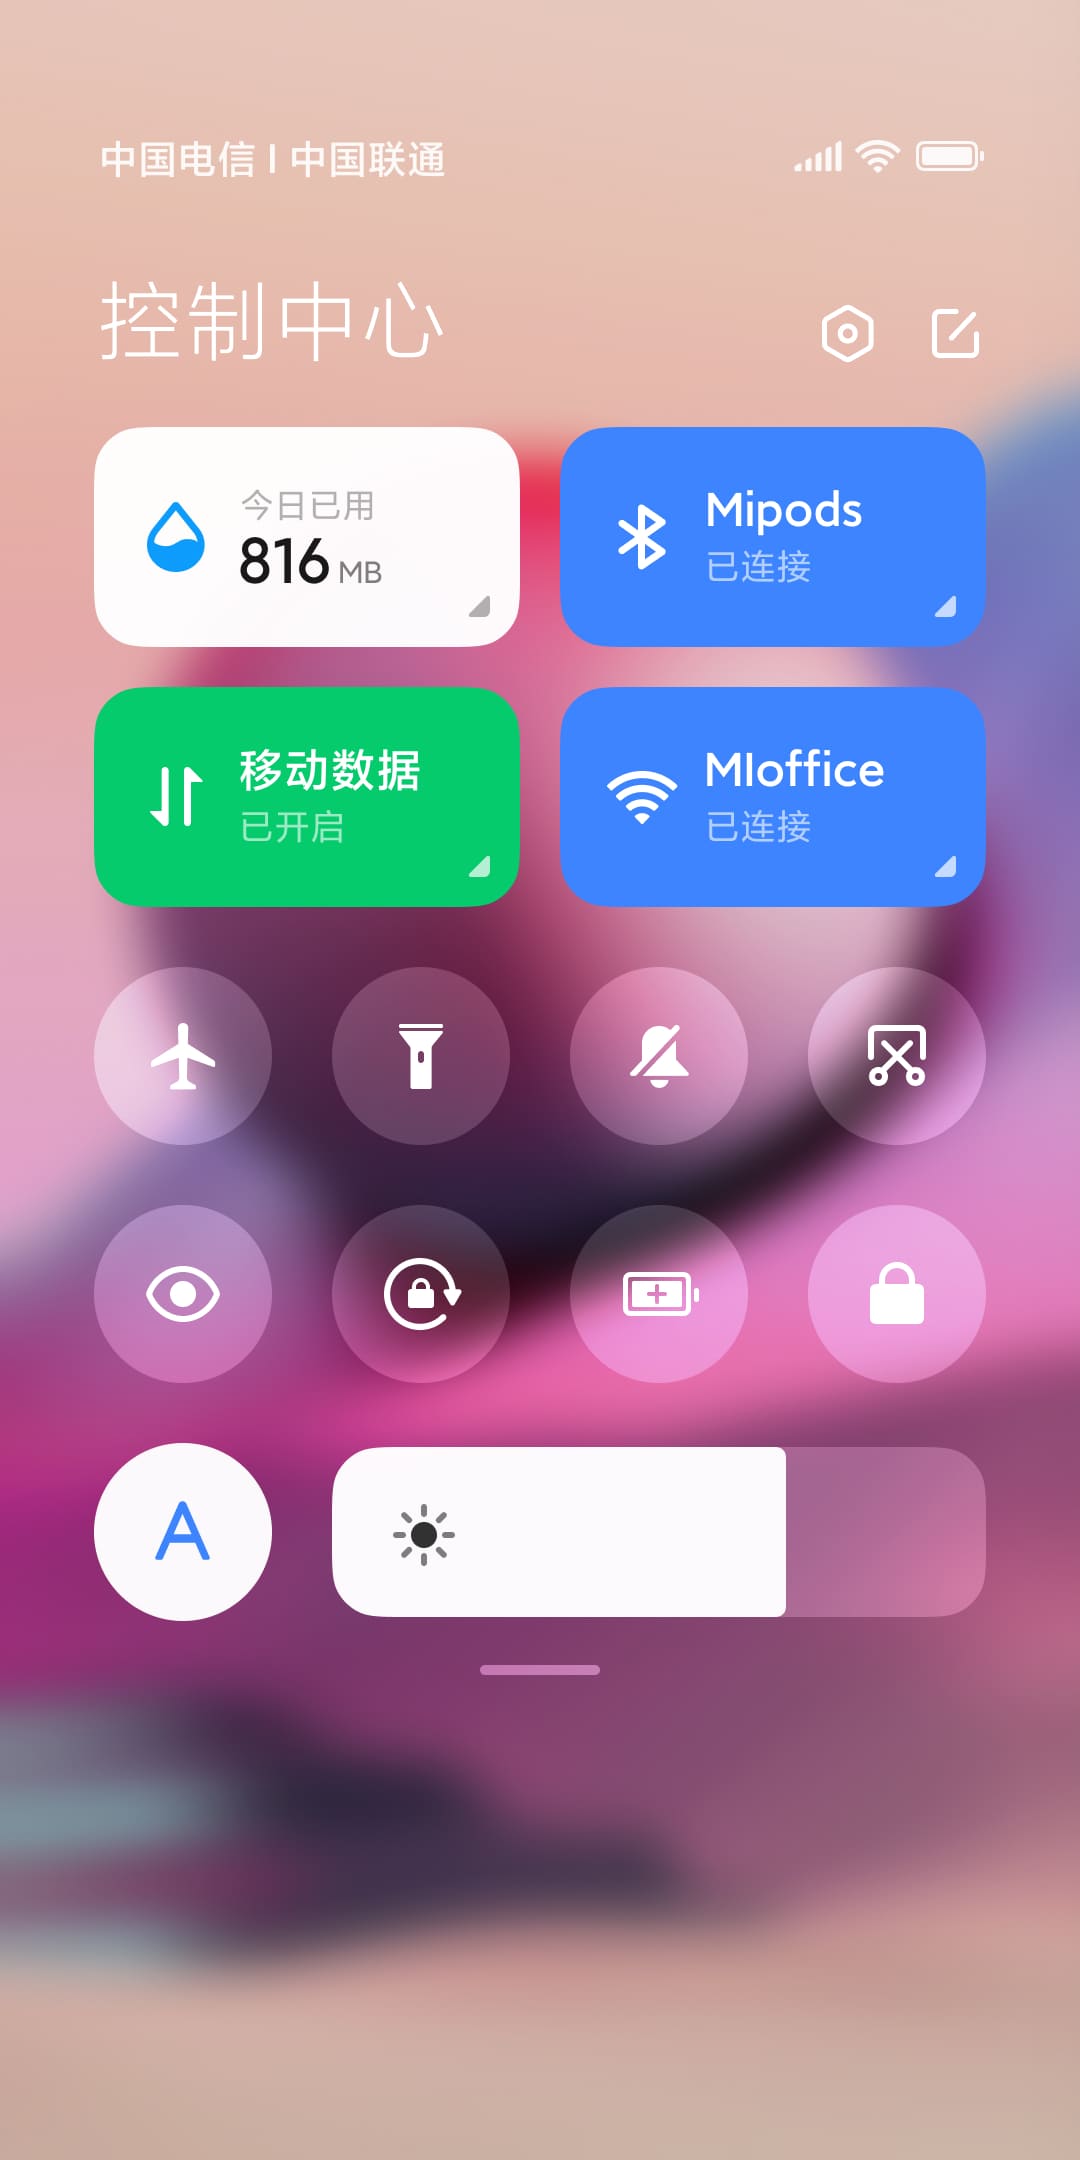 中国电信 | 中国联通
控制中心
今日已用
816 MB
Mipods
已连接
移动数据
已开启
MIoffice
已连接
A